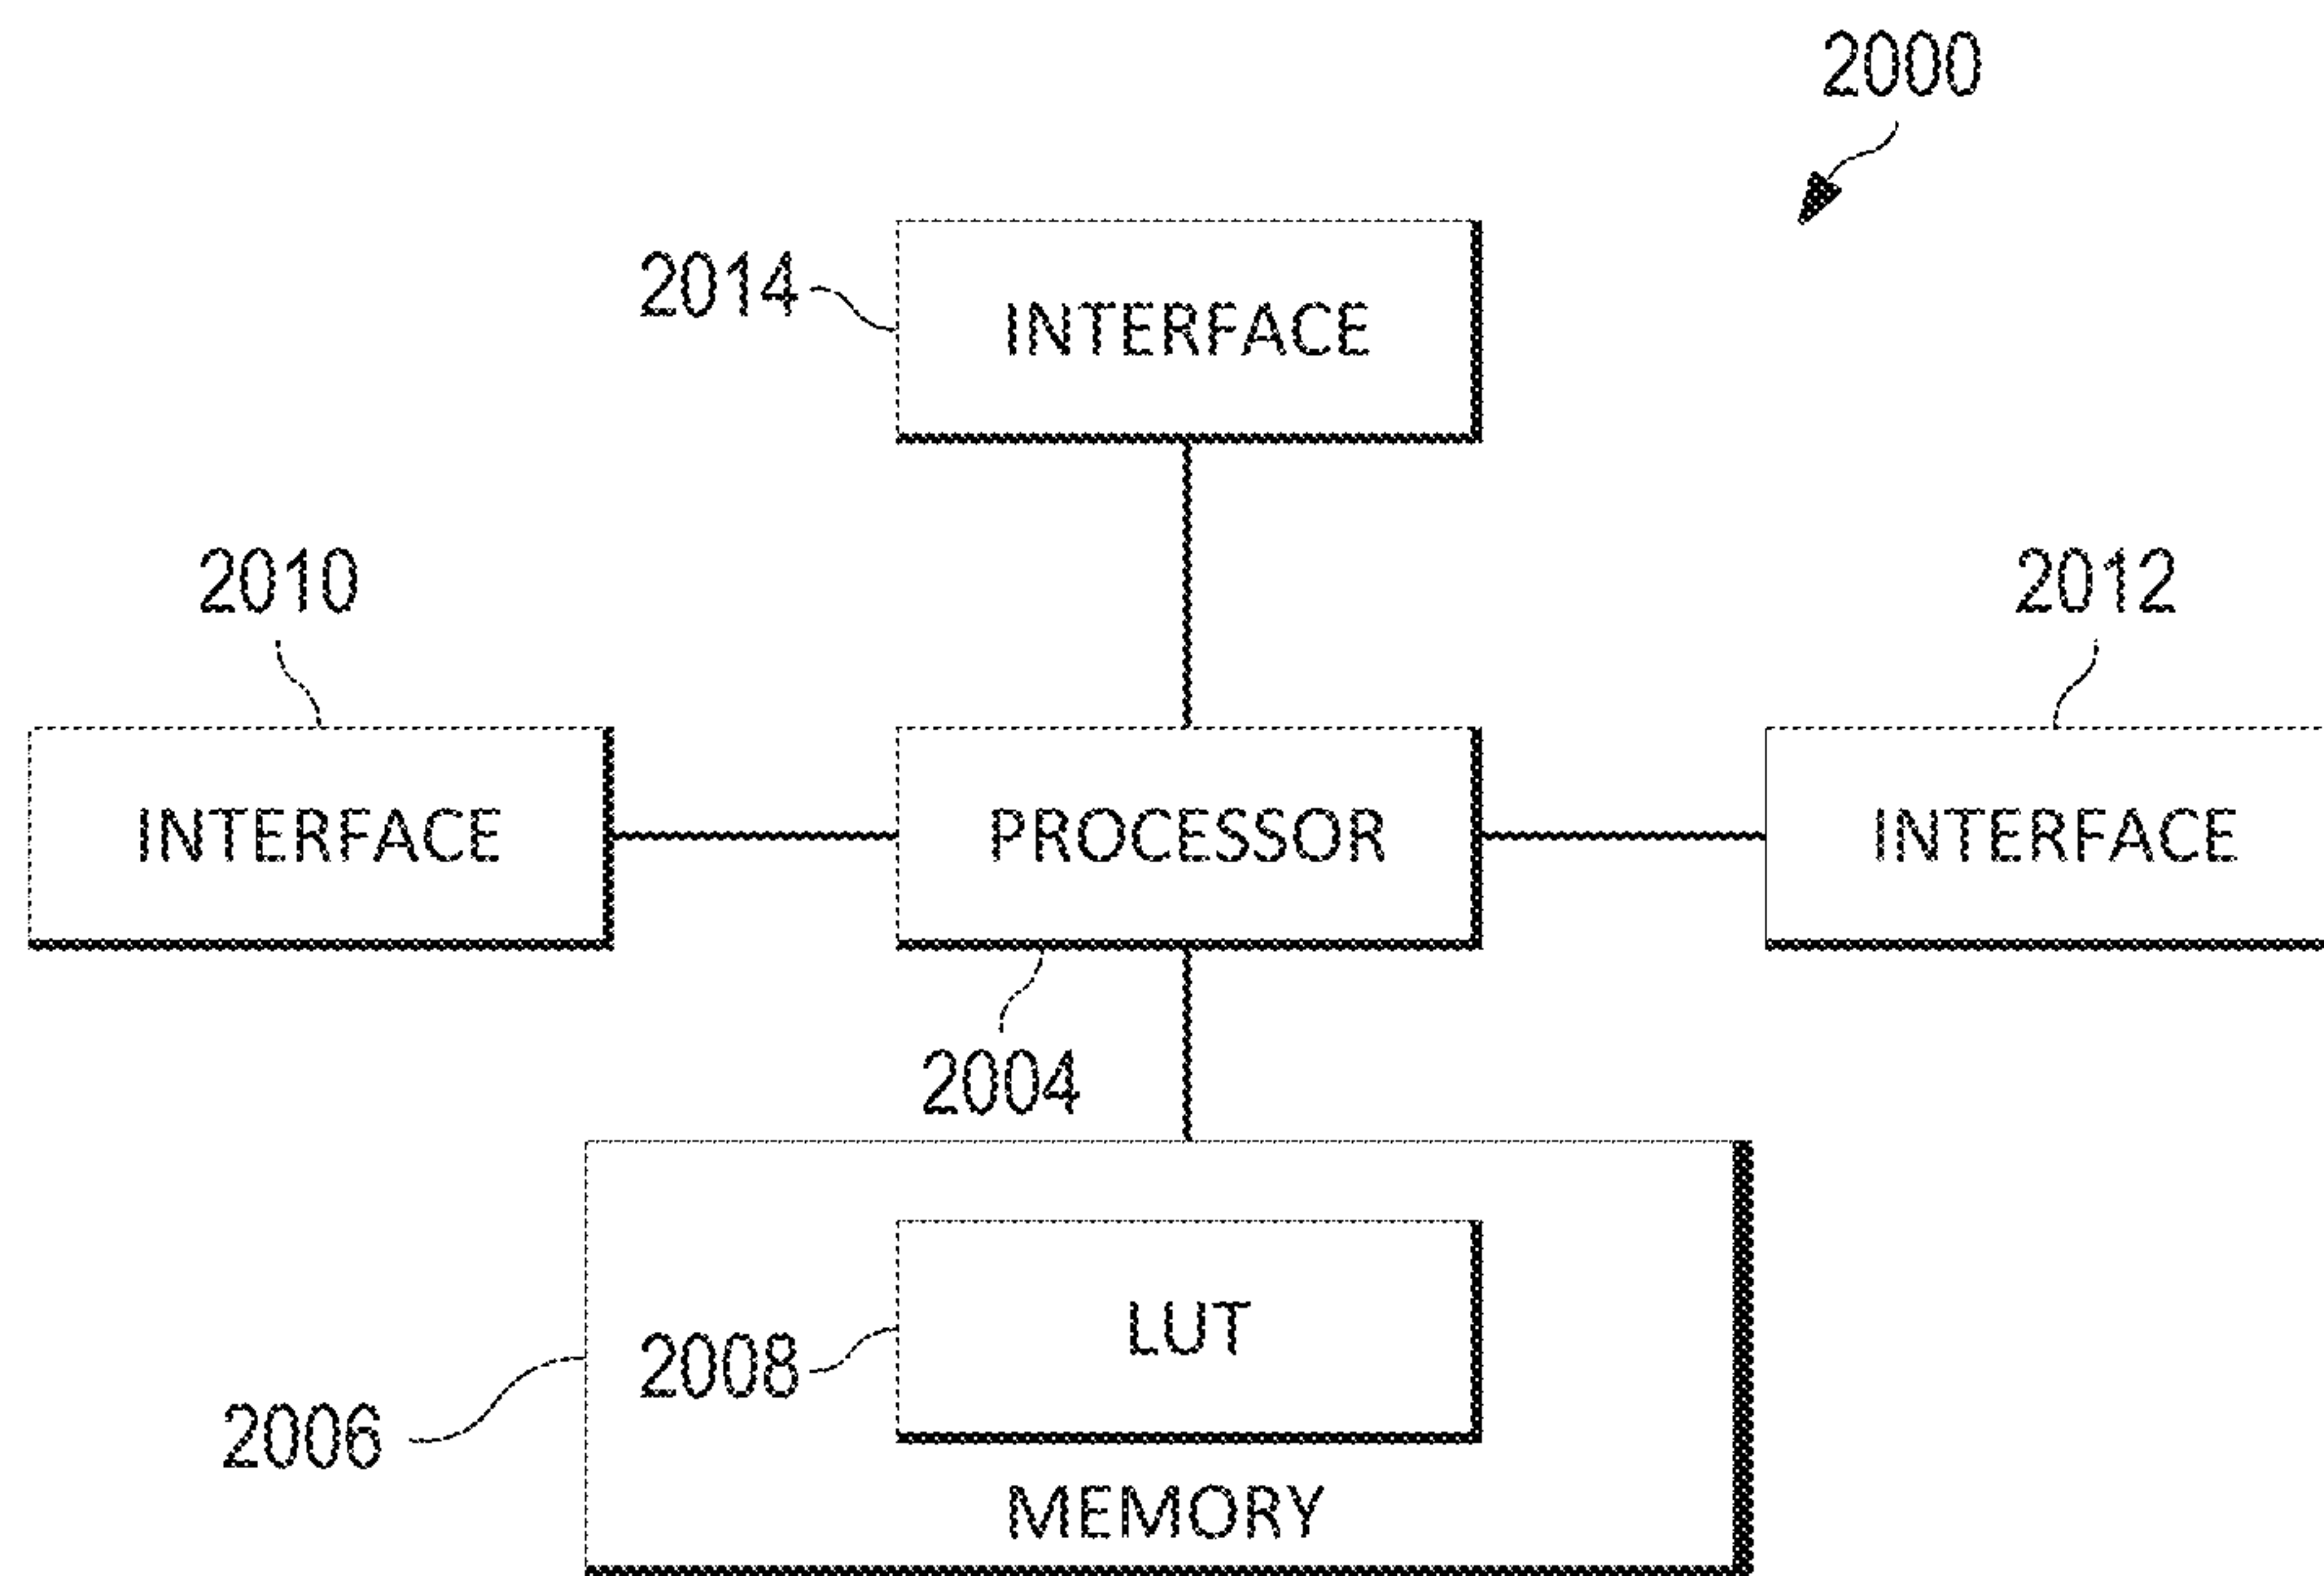 2000
2014
INTERFACE
2010
2012
INTERFACE
PROCESSOR
INTERFACE
2004
2008
LUT
2006
MEMORY